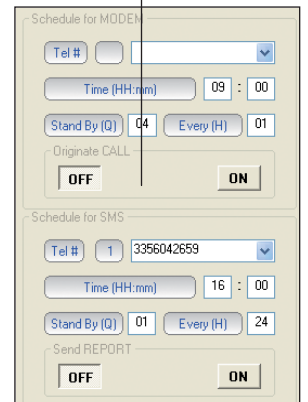 Schedule for MODEM
Tel #
Time (HH:mm) 09 : 00
Stand By (Q) 04 Every (H) 01
Originate CALL
OFF ON
Schedule for SMS
Tel # 1 3356042659
Time (HH:mm) 16 : 00
Stand By (Q) 01 Every (H) 24
Send REPORT
OFF ON